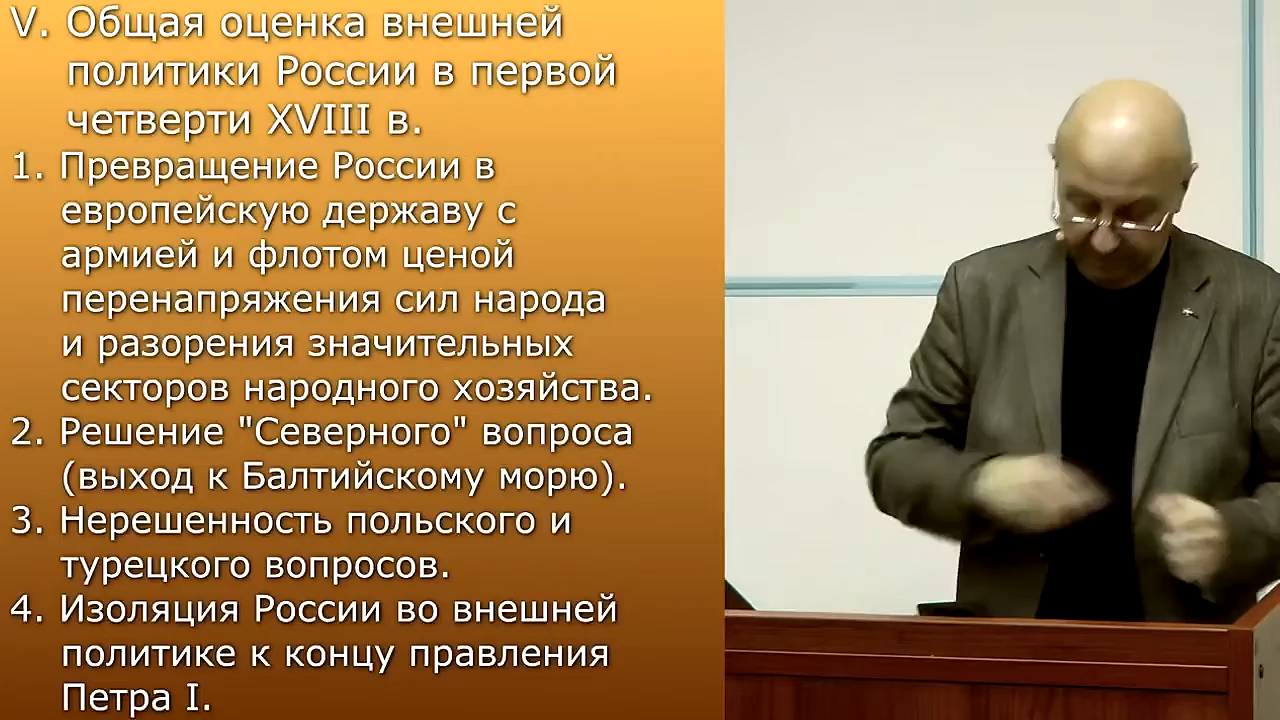 V. Общая оценка внешней
политики России в первой
четверти XVIII в.
1. Превращение России в
европейскую державу с
армией и флотом ценой
перенапряжения сил народа
и разорения значительных
секторов народного хозяйства.
2. Решение "Северного" вопроса
(выход к Балтийскому морю).
3. Нерешенность польского и
турецкого вопросов.
4. Изоляция России во внешней
политике к концу правления
Петра I.